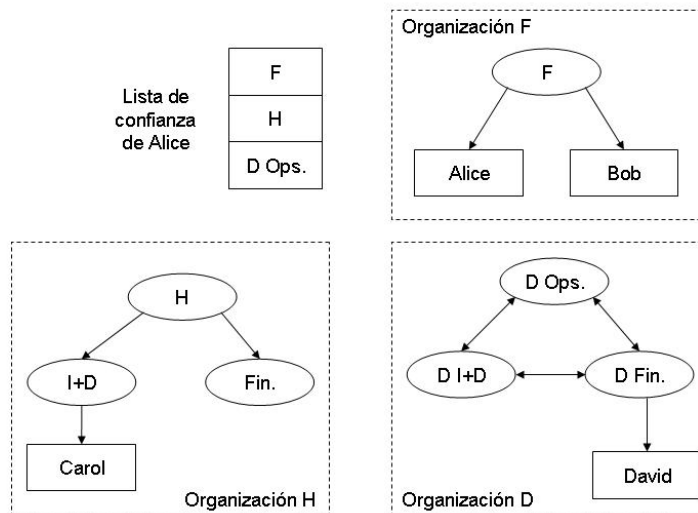 Organización F
F
Alice
Bob
Lista de
confianza
de Alice
F
H
D Ops.
H
I+D
Fin.
Carol
Organización H
D Ops.
D I+D
D Fin.
David
Organización D